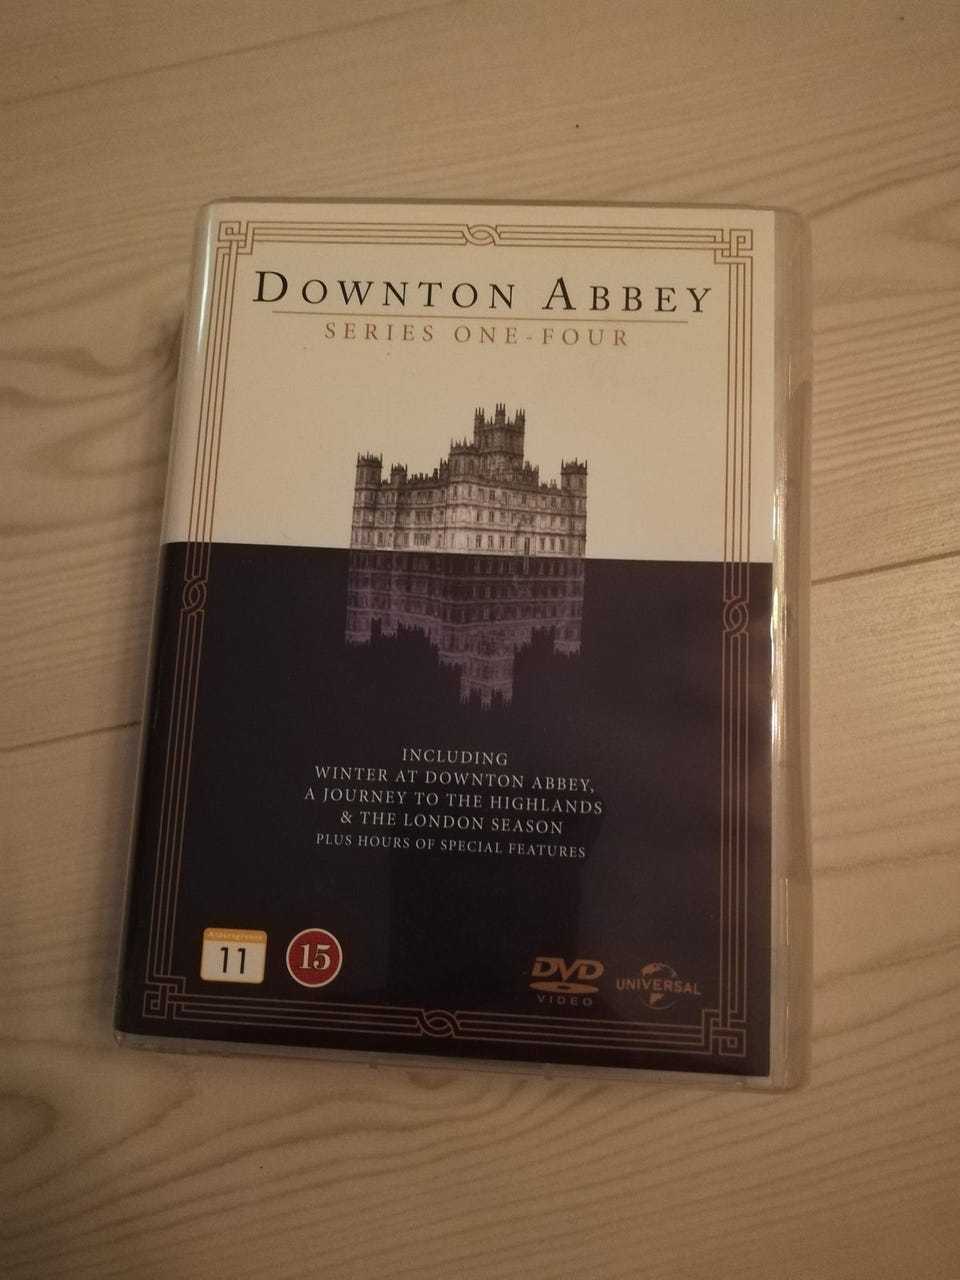 DOWNTON ABBEY
SERIES ONE-FOUR
INCLUDING
WINTER AT DOWNTON ABBEY,
A JOURNEY TO THE HIGHLANDS
& THE LONDON SEASON
PLUS HOURS OF SPECIAL FEATURES
Aldersgrense
11
15
DVD
VIDEO
UNIVERSAL